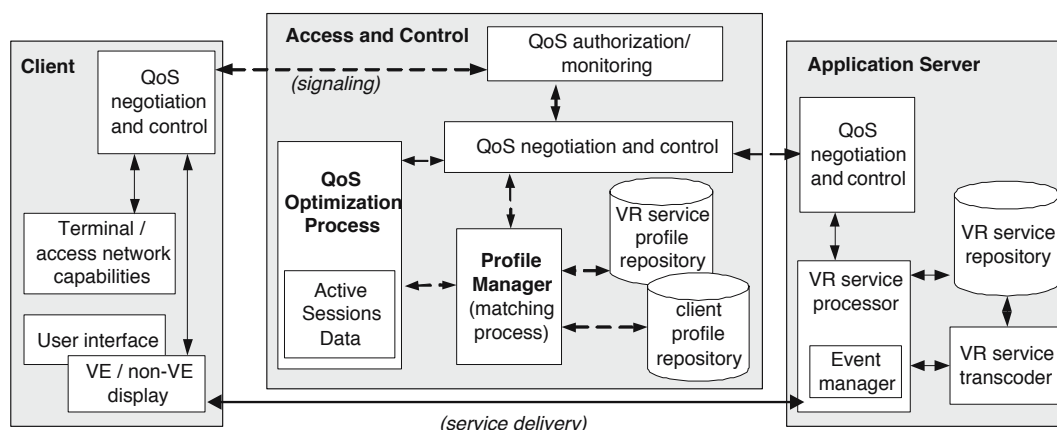 Client
QoS
negotiation
and control
Terminal /
access network
capabilities
User interface
VE / non-VE
display
(signaling)
Access and Control
QoS authorization/
monitoring
QoS negotiation and control
QoS
Optimization
Process
Active
Sessions
Data
Profile
Manager
(matching
process)
VR service
profile
repository
client
profile
repository
(service delivery)
Application Server
QoS
negotiation
and control
VR service
processor
Event
manager
VR service
repository
VR service
transcoder